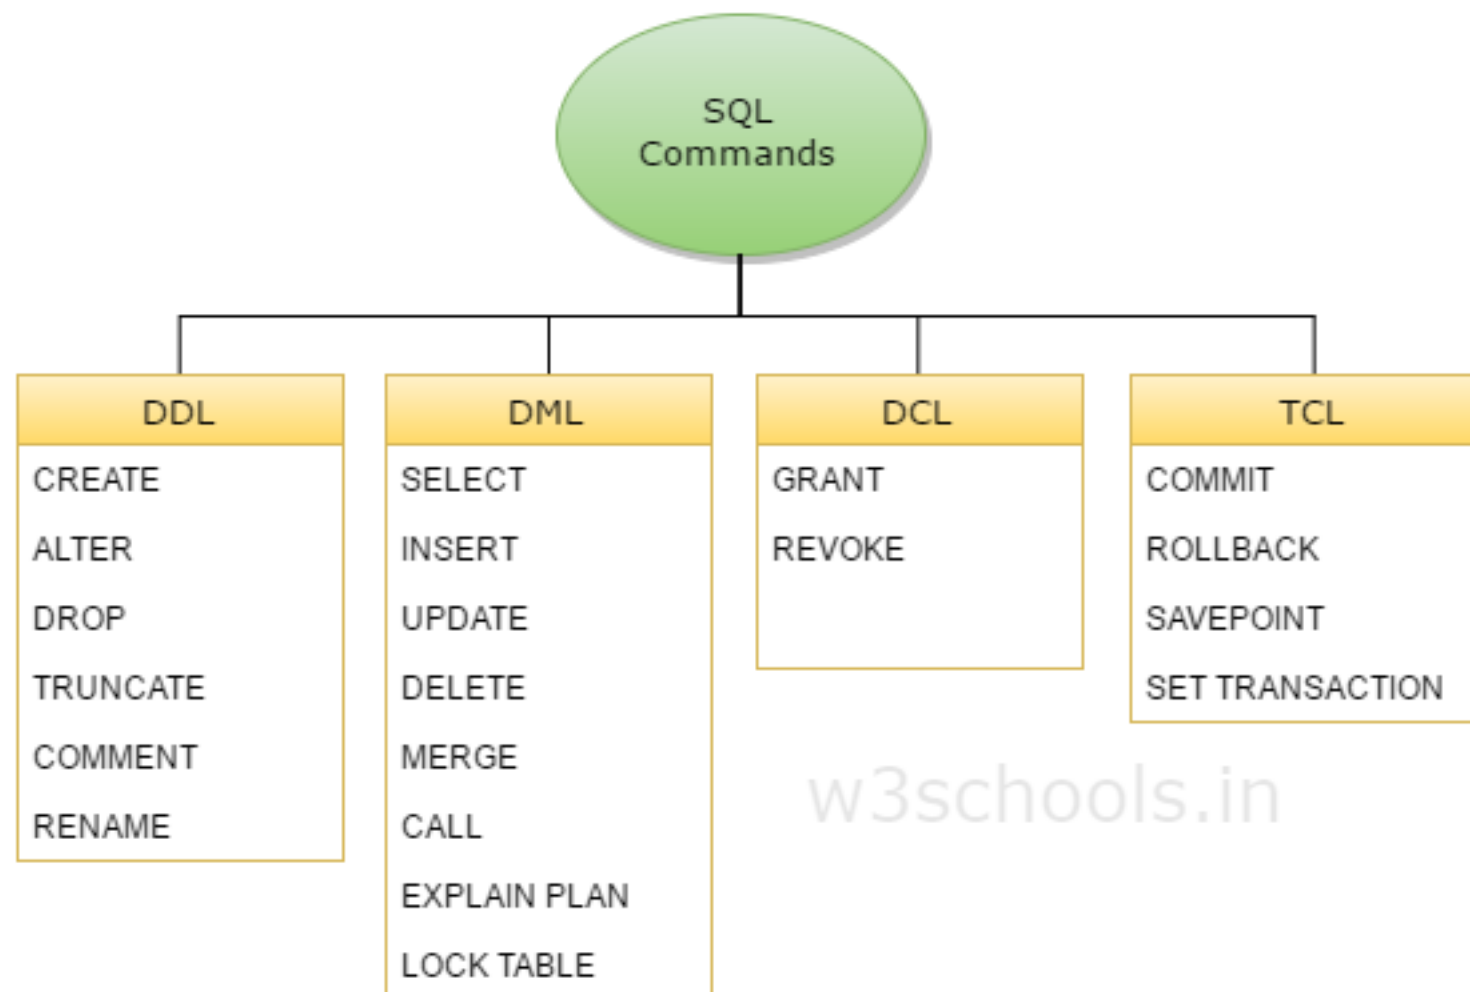 SQL
Commands
DDL
CREATE
ALTER
DROP
TRUNCATE
COMMENT
RENAME
DML
SELECT
INSERT
UPDATE
DELETE
MERGE
CALL
EXPLAIN PLAN
LOCK TABLE
DCL
GRANT
REVOKE
TCL
COMMIT
ROLLBACK
SAVEPOINT
SET TRANSACTION
w3schools.in